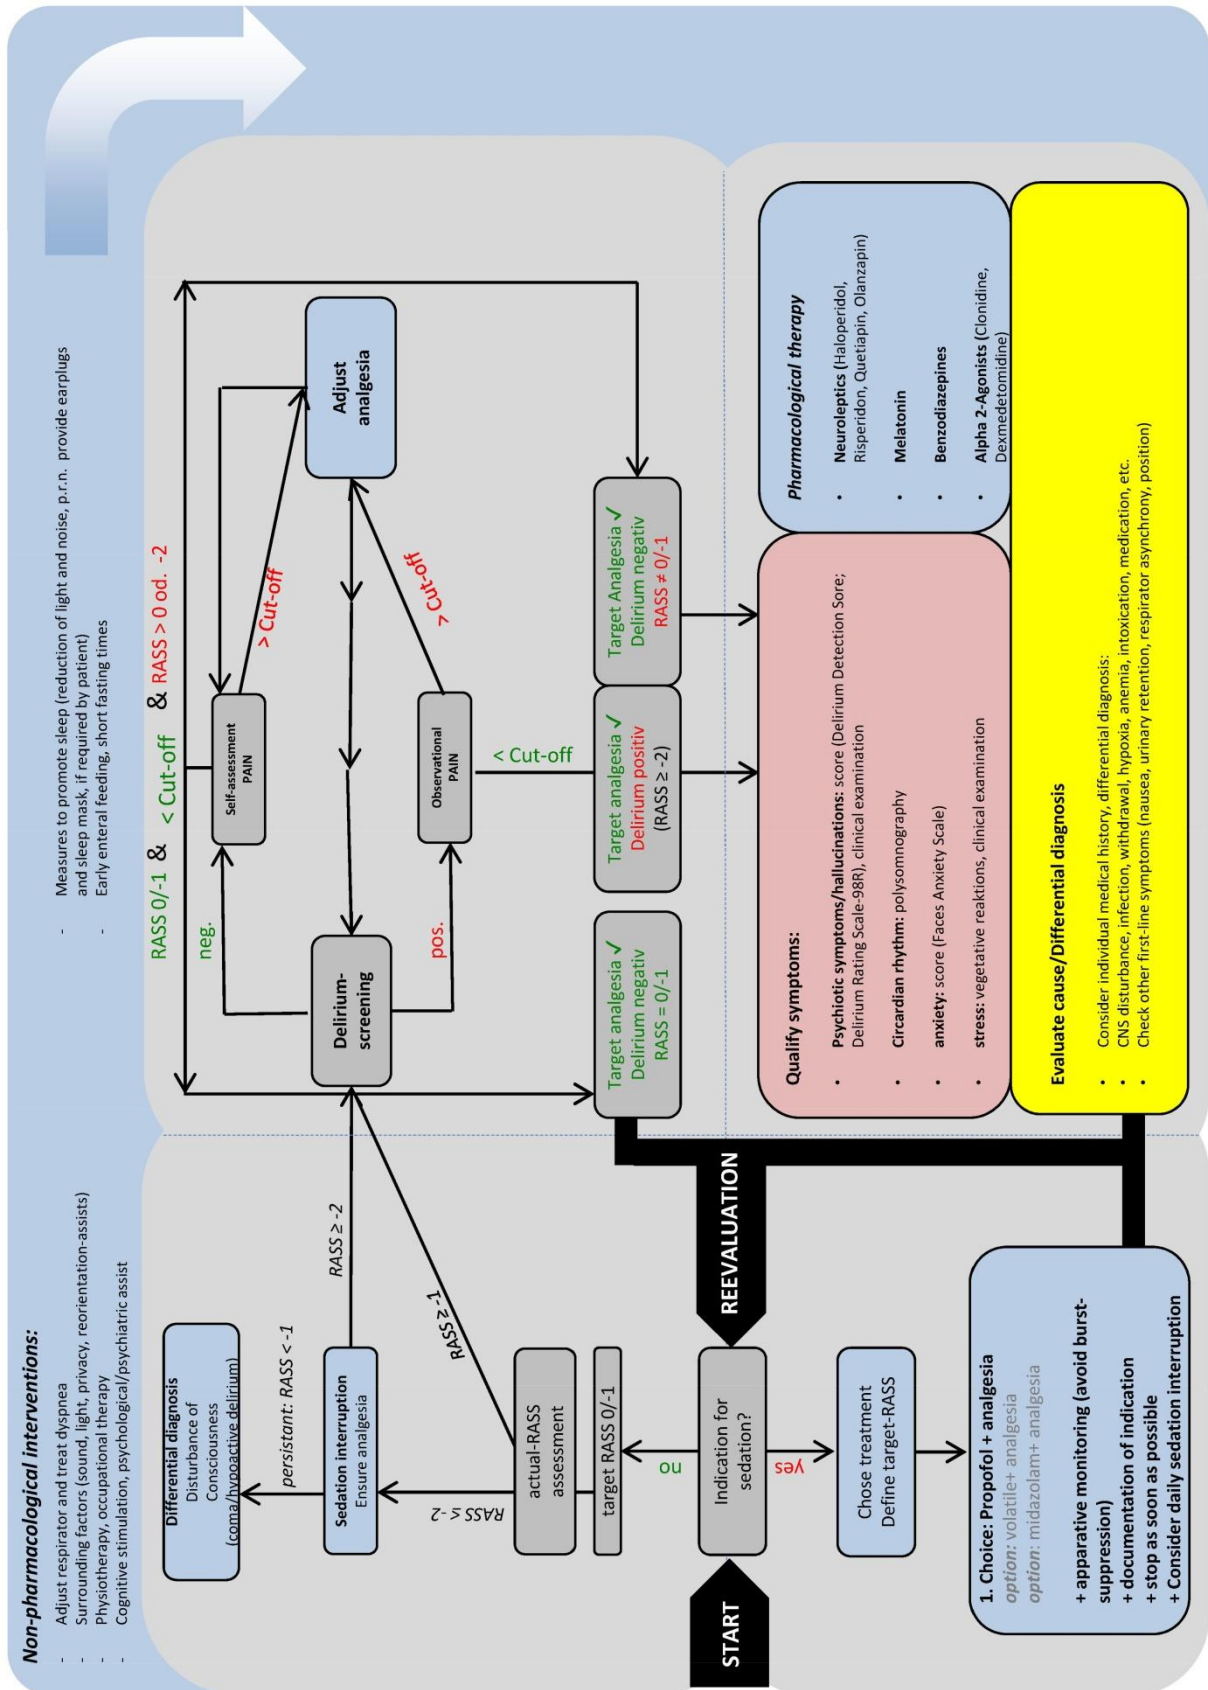 Non-pharmacological interventions:
- Adjust respirator and treat dyspnea
- Surrounding factors (sound, light, privacy, reorientation-assists)
- Physiotherapy, occupational therapy
- Cognitive stimulation, psychological/psychiatric assist
- Measures to promote sleep (reduction of light and noise, p.r.n. provide earplugs
and sleep mask, if required by patient)
- Early enteral feeding, short fasting times
START
Indication for
sedation?
no
yes
target RASS 0/-1
actual-RASS
assessment
RASS ≤ -2
RASS ≥ -1
Sedation interruption
Ensure analgesia
persistant: RASS < -1
RASS ≥ -2
Differential diagnosis
Disturbance of
Consciousness
(coma/hypoactive delirium)
Chose treatment
Define target-RASS
1. Choice: Propofol + analgesia
option: volatile+ analgesia
option: midazolam+ analgesia
+ apparative monitoring (avoid burst-
suppression)
+ documentation of indication
+ stop as soon as possible
+ Consider daily sedation interruption
REEVALUATION
RASS 0/-1 & < Cut-off & RASS > 0 od. -2
Delirium-
screening
neg.
pos.
Self-assessment
PAIN
> Cut-off
Adjust
analgesia
Observational
PAIN
> Cut-off
< Cut-off
Target analgesia ✓
Delirium negativ
RASS = 0/-1
Target analgesia ✓
Delirium positiv
(RASS ≥ -2)
Target Analgesia ✓
Delirium negativ
RASS ≠ 0/-1
Qualify symptoms:
• Psychiotic symptoms/hallucinations: score (Delirium Detection Sore;
Delirium Rating Scale-98R), clinical examination
• Circardian rhythm: polysomnography
• anxiety: score (Faces Anxiety Scale)
• stress: vegetative reaktions, clinical examination
Pharmacological therapy
• Neuroleptics (Haloperidol,
Risperidon, Quetiapin, Olanzapin)
• Melatonin
• Benzodiazepines
• Alpha 2-Agonists (Clonidine,
Dexmedetomidine)
Evaluate cause/Differential diagnosis
• Consider individual medical history, differential diagnosis:
• CNS disturbance, infection, withdrawal, hypoxia, anemia, intoxication, medication, etc.
• Check other first-line symptoms (nausea, urinary retention, respirator asynchrony, position)